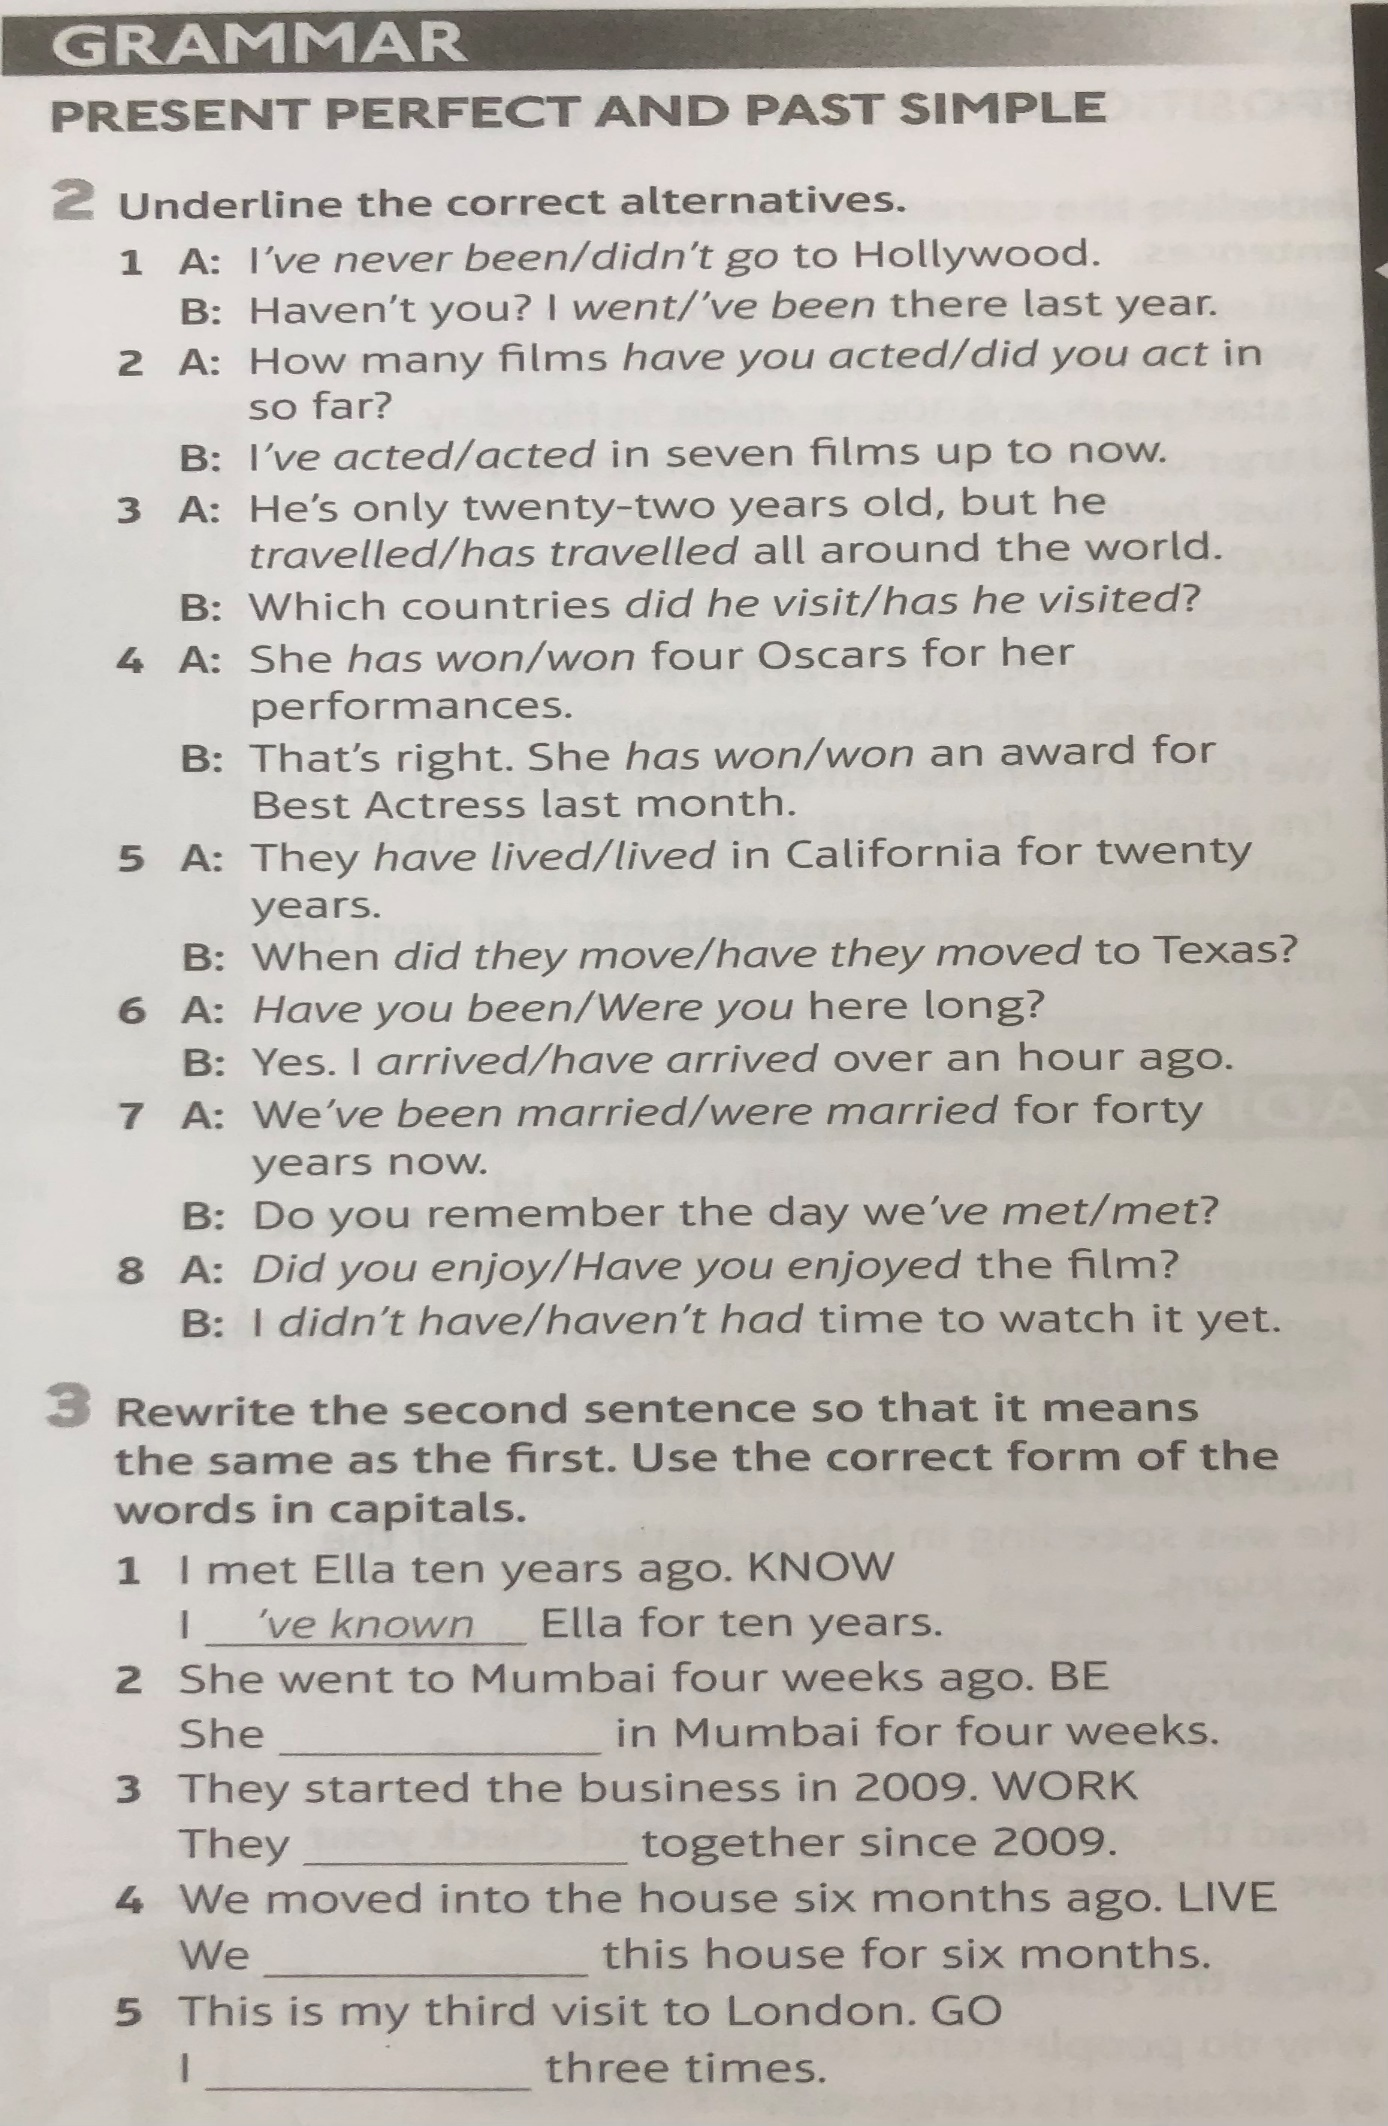 GRAMMAR
PRESENT PERFECT AND PAST SIMPLE
2 Underline the correct alternatives.
1 A: I've never been/didn't go to Hollywood.
B: Haven't you? I went/'ve been there last year.
2 A: How many films have you acted/did you act in
so far?
B: I've acted/acted in seven films up to now.
3 A: He's only twenty-two years old, but he
travelled/has travelled all around the world.
B: Which countries did he visit/has he visited?
4 A: She has won/won four Oscars for her
performances.
B: That's right. She has won/won an award for
Best Actress last month.
5 A: They have lived/lived in California for twenty
years.
B: When did they move/have they moved to Texas?
6 A: Have you been/Were you here long?
B: Yes. I arrived/have arrived over an hour ago.
7 A: We've been married/were married for forty
years now.
B: Do you remember the day we've met/met?
8 A: Did you enjoy/Have you enjoyed the film?
B: I didn't have/haven't had time to watch it yet.
3 Rewrite the second sentence so that it means
the same as the first. Use the correct form of the
words in capitals.
1 I met Ella ten years ago. KNOW
I 've known Ella for ten years.
2 She went to Mumbai four weeks ago. BE
She ____________ in Mumbai for four weeks.
3 They started the business in 2009. WORK
They ____________ together since 2009.
4 We moved into the house six months ago. LIVE
We ____________ this house for six months.
5 This is my third visit to London. GO
I ____________ three times.